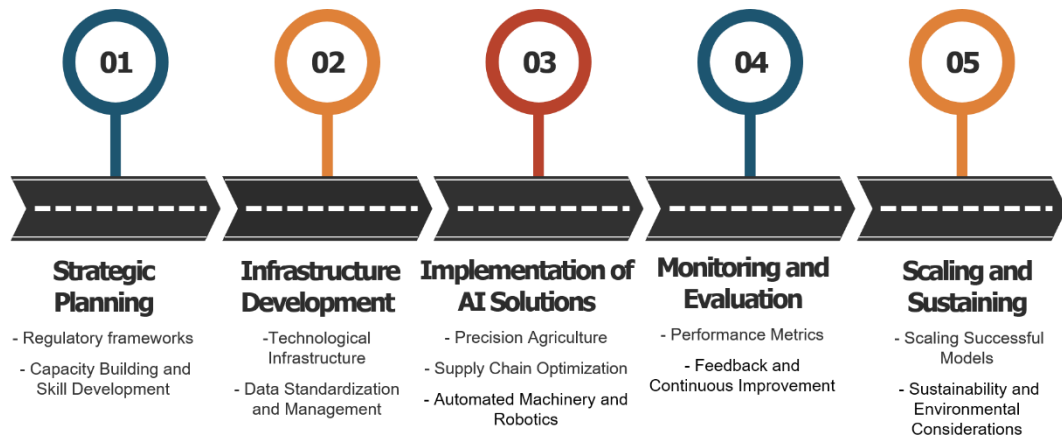 01
02
03
04
05
Strategic
Planning
- Regulatory frameworks
- Capacity Building and
Skill Development
Infrastructure
Development
-Technological
Infrastructure
- Data Standardization
and Management
Implementation of
AI Solutions
- Precision Agriculture
- Supply Chain Optimization
- Automated Machinery and
Robotics
Monitoring and
Evaluation
- Performance Metrics
- Feedback and
Continuous Improvement
Scaling and
Sustaining
- Scaling Successful
Models
- Sustainability and
Environmental
Considerations